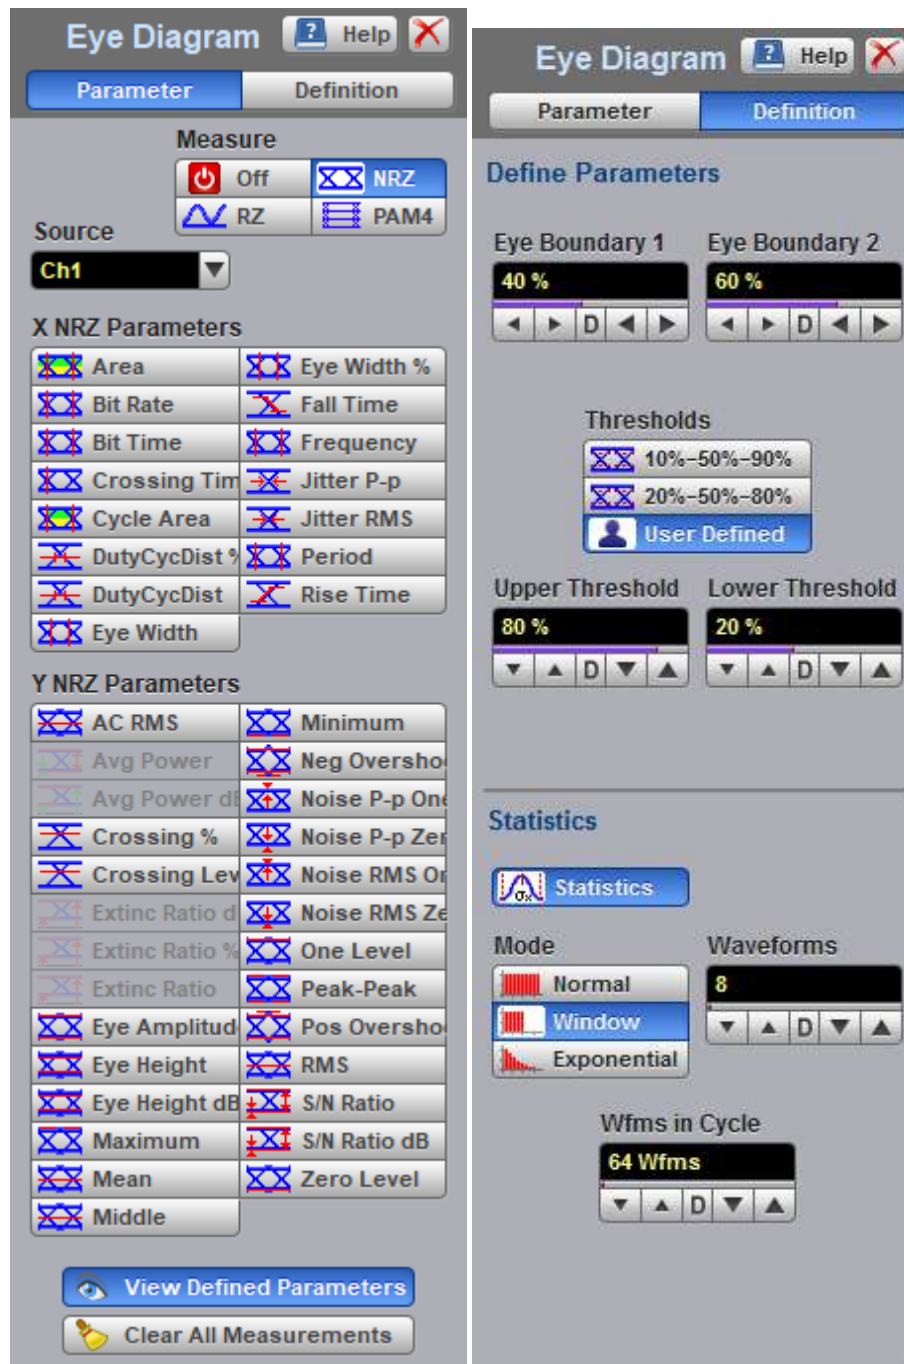 Eye Diagram
Help
Parameter
Definition
Measure
Off
NRZ
RZ
PAM4
Source
Ch1
X NRZ Parameters
Area
Eye Width %
Bit Rate
Fall Time
Bit Time
Frequency
Crossing Tim
Jitter P-p
Cycle Area
Jitter RMS
DutyCycDist %
Period
DutyCycDist
Rise Time
Eye Width
Y NRZ Parameters
AC RMS
Minimum
Avg Power
Neg Oversho
Avg Power dB
Noise P-p One
Crossing %
Noise P-p Zer
Crossing Lev
Noise RMS On
Extinc Ratio d
Noise RMS Ze
Extinc Ratio %
One Level
Extinc Ratio
Peak-Peak
Eye Amplitud
Pos Oversho
Eye Height
RMS
Eye Height dB
S/N Ratio
Maximum
S/N Ratio dB
Mean
Zero Level
Middle
View Defined Parameters
Clear All Measurements
Eye Diagram
Help
Parameter
Definition
Define Parameters
Eye Boundary 1
Eye Boundary 2
40 %
60 %
D
D
Thresholds
10%-50%-90%
20%-50%-80%
User Defined
Upper Threshold
Lower Threshold
80 %
20 %
D
D
Statistics
σx Statistics
Mode
Waveforms
Normal
8
Window
D
Exponential
Wfms in Cycle
64 Wfms
D